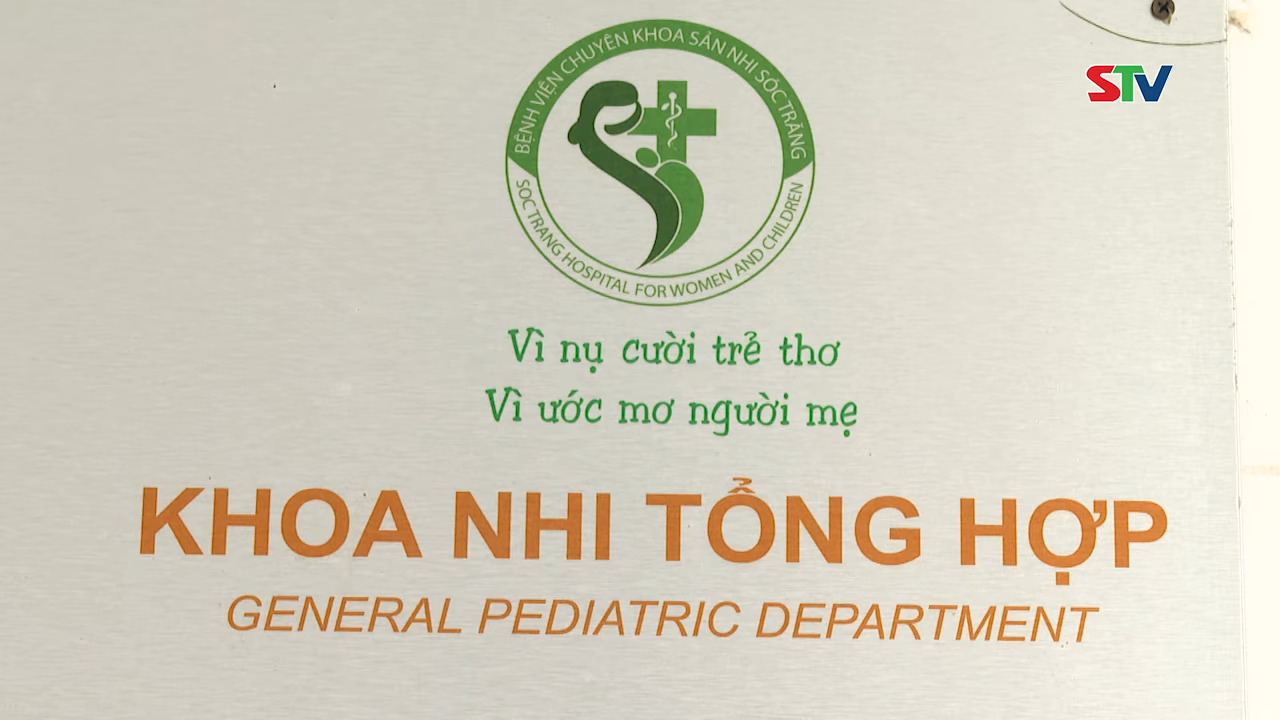 STV
BỆNH VIỆN CHUYÊN KHOA SẢN NHI SÓC TRĂNG
SOC TRANG HOSPITAL FOR WOMEN AND CHILDREN
Vì nụ cười trẻ thơ
Vì ước mơ người mẹ
KHOA NHI TỔNG HỢP
GENERAL PEDIATRIC DEPARTMENT